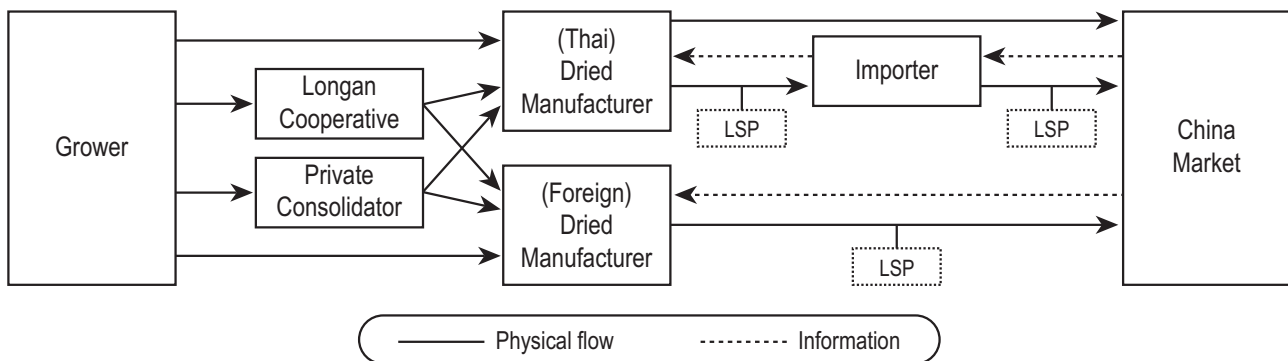 Grower
Longan
Cooperative
Private
Consolidator
(Thai)
Dried
Manufacturer
(Foreign)
Dried
Manufacturer
Importer
LSP
LSP
LSP
China
Market
Physical flow
Information